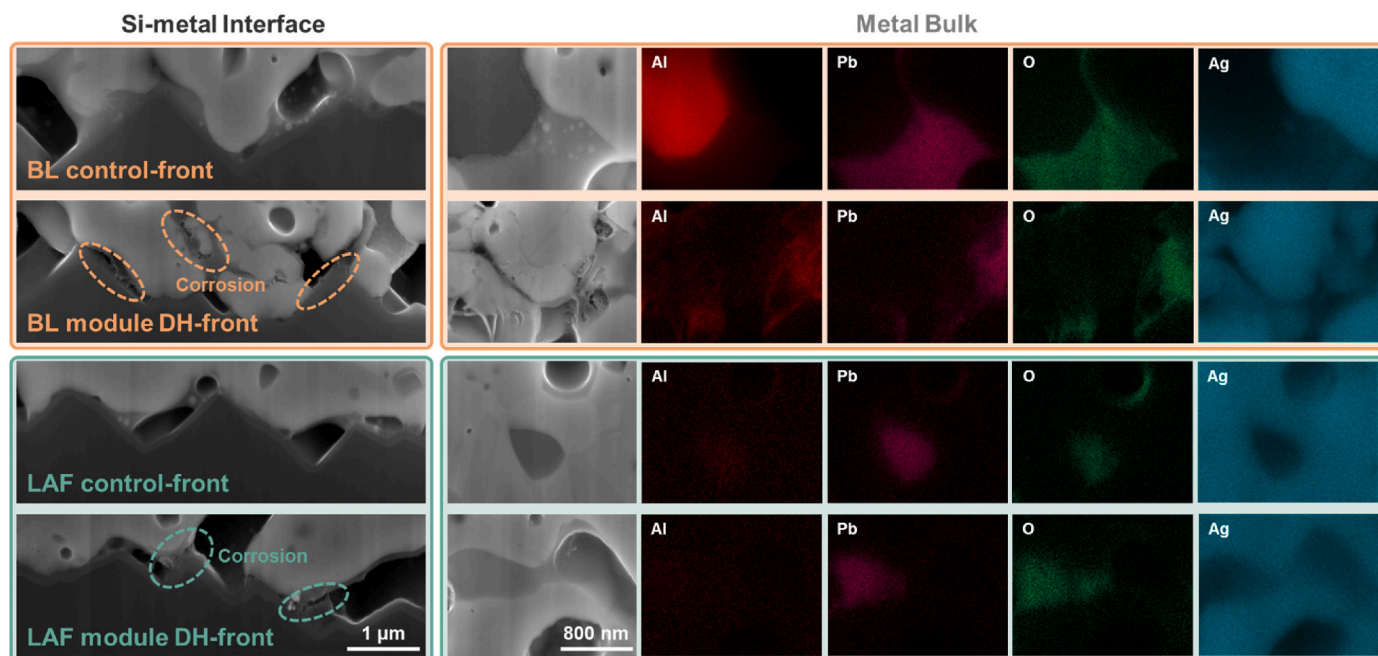 Si-metal Interface
Metal Bulk
BL control-front
Al
Pb
O
Ag
Corrosion
BL module DH-front
Al
Pb
O
Ag
LAF control-front
Al
Pb
O
Ag
Corrosion
LAF module DH-front
1 μm
800 nm
Al
Pb
O
Ag